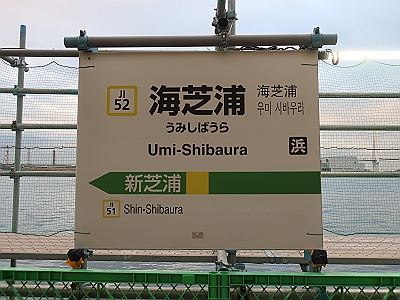 JI
52
海芝浦
うみしばうら
Umi-Shibaura
海芝浦
우미 시바우라
浜
新芝浦
JI
51
Shin-Shibaura